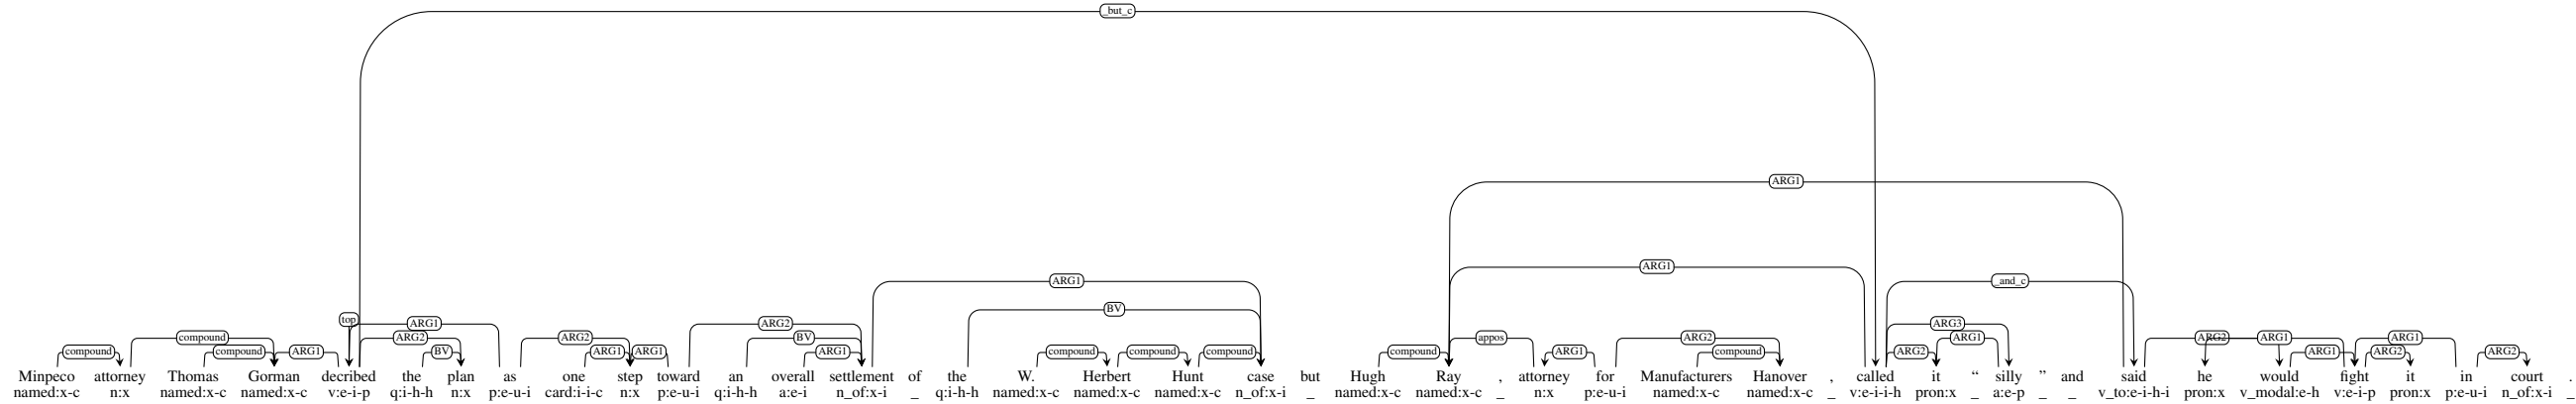 _but_c
ARG1
ARG1
ARG1 _and_c
BV
top
ARG1 ARG2 ARG3
compound ARG2 ARG2 BV appos ARG2 ARG1 ARG2 ARG1 ARG1
compound compound ARG1 BV ARG1 ARG1 ARG1 compound compound compound compound ARG1 compound ARG2 ARG1 ARG2 ARG2
Minpeco attorney Thomas Gorman decribed the plan as one step toward an overall settlement of the W. Herbert Hunt case but Hugh Ray , attorney for Manufacturers Hanover , called it “ silly ” and said he would fight it in court .
named:x-c n:x named:x-c named:x-c v:e-i-p q:i-h-h n:x p:e-u-i card:i-i-c n:x p:e-u-i q:i-h-h a:e-i n_of:x-i _ q:i-h-h named:x-c named:x-c named:x-c n_of:x-i _ named:x-c named:x-c _ n:x p:e-u-i named:x-c named:x-c _ v:e-i-i-h pron:x _ a:e-p _ _ v_to:e-i-h-i pron:x v_modal:e-h v:e-i-p pron:x p:e-u-i n_of:x-i _